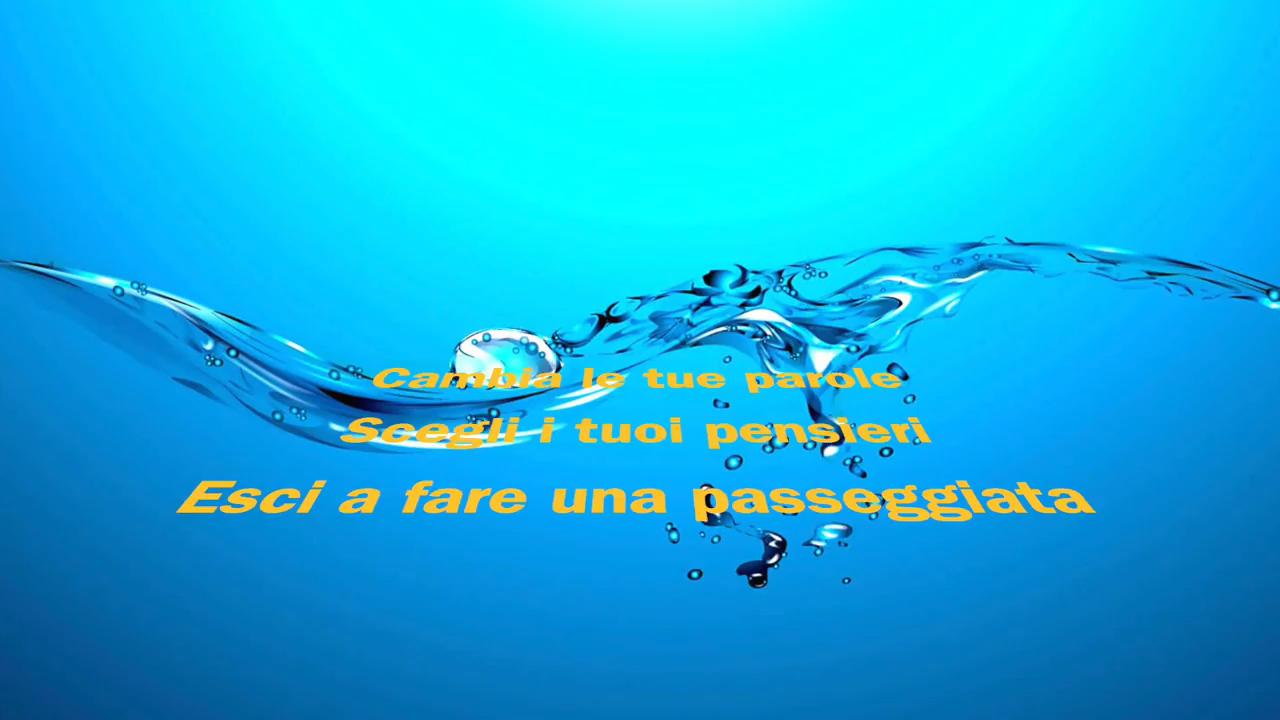 Cambia le tue parole
Scegli i tuoi pensieri
Esci a fare una passeggiata